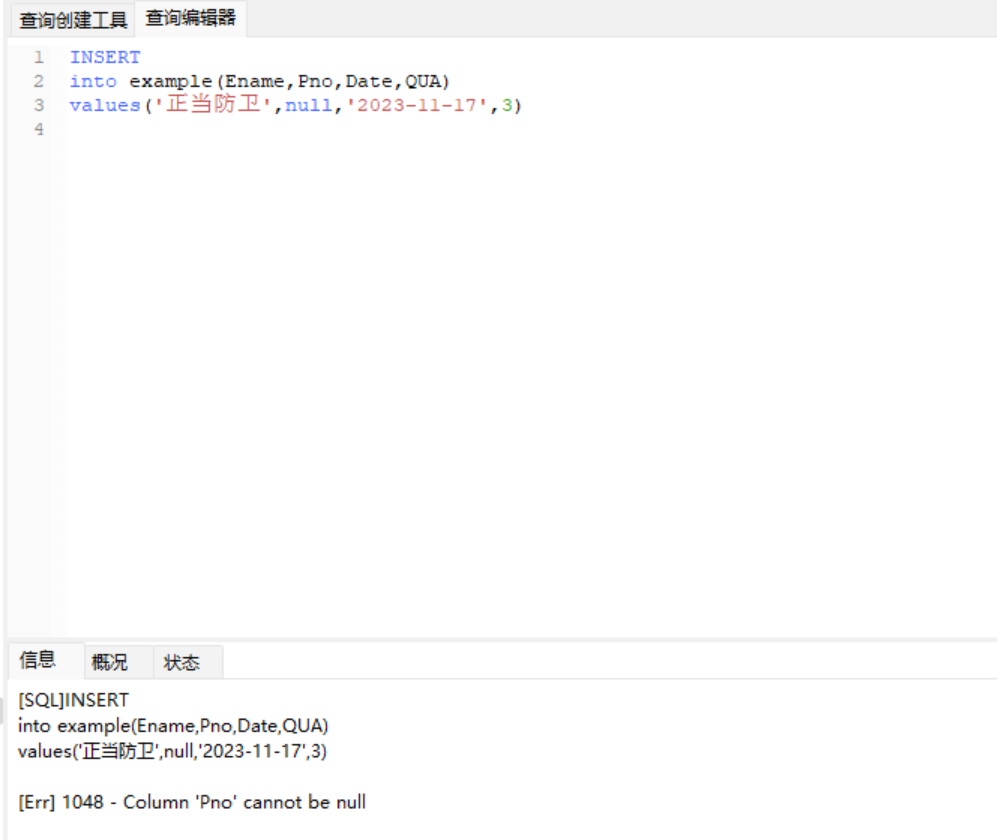 查询创建工具 查询编辑器
1 INSERT
2 into example(Ename,Pno,Date,QUA)
3 values('正当防卫',null,'2023-11-17',3)
4
信息 概况 状态
[SQL]INSERT
into example(Ename,Pno,Date,QUA)
values('正当防卫',null,'2023-11-17',3)
[Err] 1048 - Column 'Pno' cannot be null